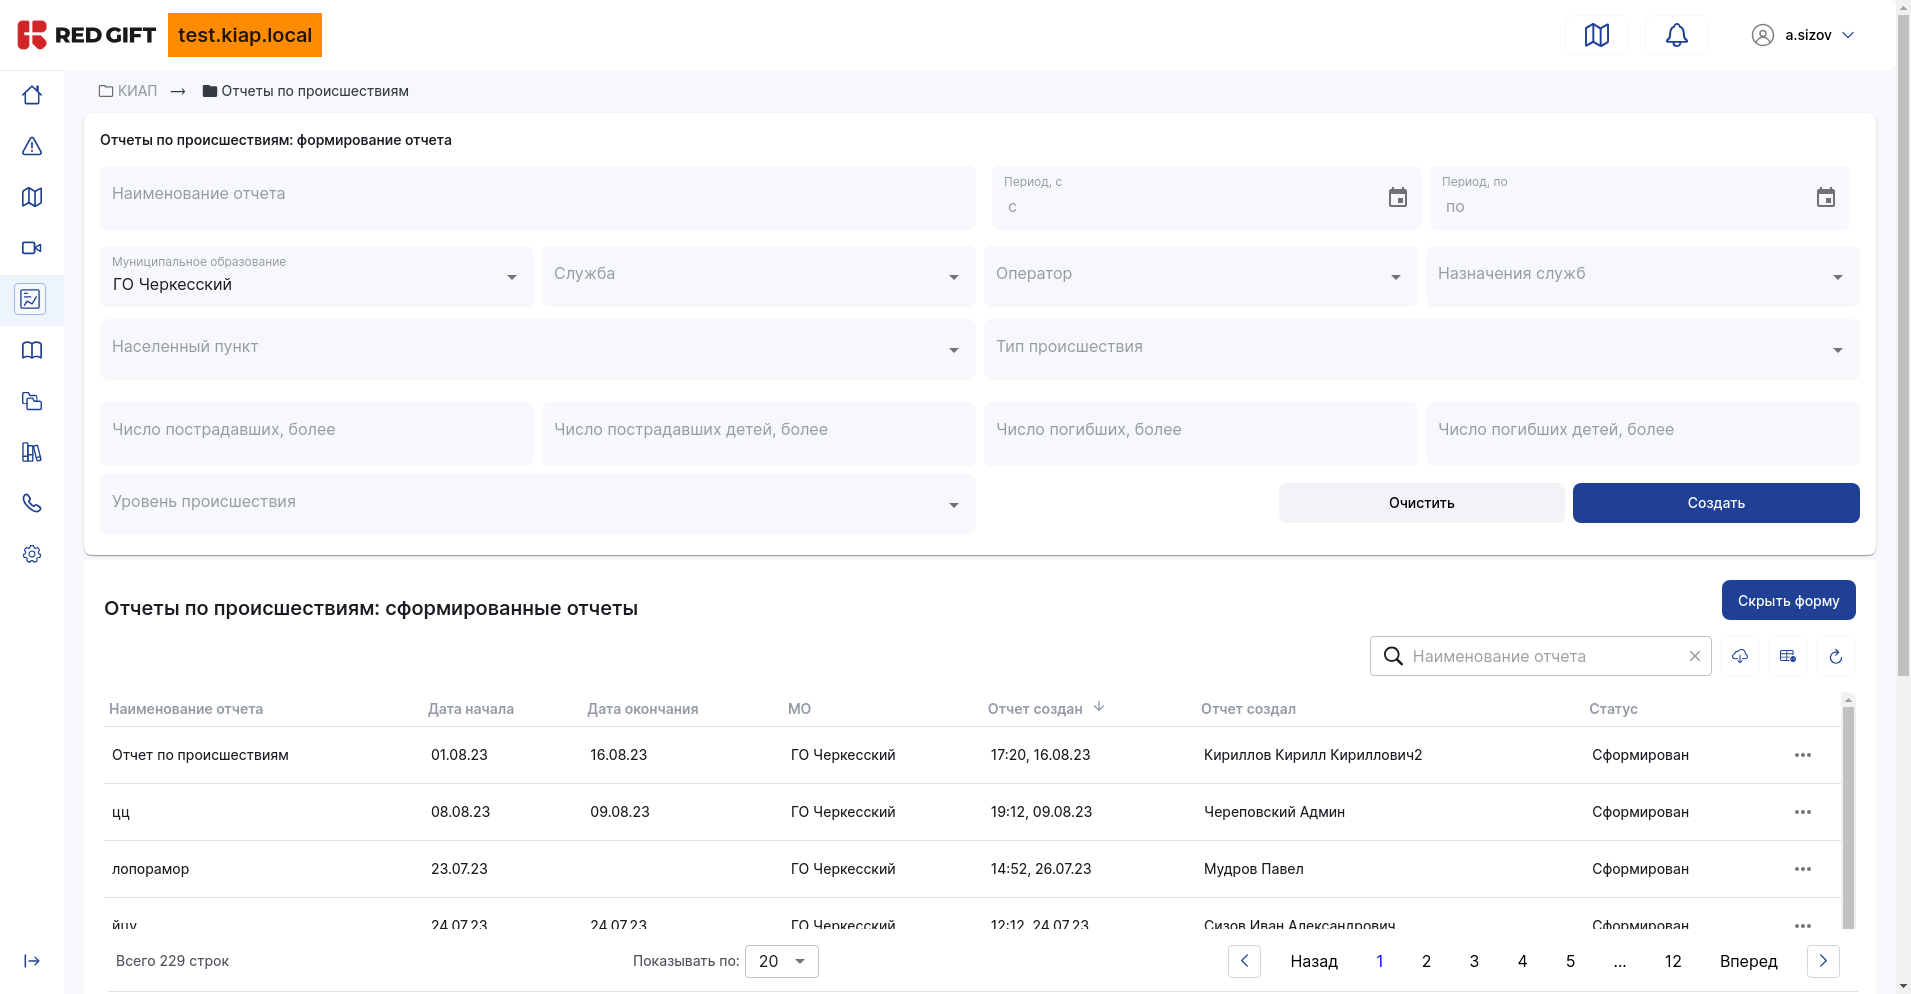 RED GIFT
test.kiap.local
a.sizov
КИАП → Отчеты по происшествиям
Отчеты по происшествиям: формирование отчета
Наименование отчета
Период, с
с
Период, по
по
Муниципальное образование
ГО Черкесский
Служба
Оператор
Назначения служб
Населенный пункт
Тип происшествия
Число пострадавших, более
Число пострадавших детей, более
Число погибших, более
Число погибших детей, более
Уровень происшествия
Очистить
Создать
Отчеты по происшествиям: сформированные отчеты
Скрыть форму
Наименование отчета
Наименование отчета Дата начала Дата окончания МО Отчет создан Отчет создал Статус
Отчет по происшествиям 01.08.23 16.08.23 ГО Черкесский 17:20, 16.08.23 Кириллов Кирилл Кириллович2 Сформирован
цц 08.08.23 09.08.23 ГО Черкесский 19:12, 09.08.23 Череповский Админ Сформирован
лопорамор 23.07.23 ГО Черкесский 14:52, 26.07.23 Мудров Павел Сформирован
йцу 24.07.23 24.07.23 ГО Черкесский 12:12, 24.07.23 Сизов Иван Александрович Сформирован
Всего 229 строк
Показывать по: 20
Назад 1 2 3 4 5 ... 12 Вперед